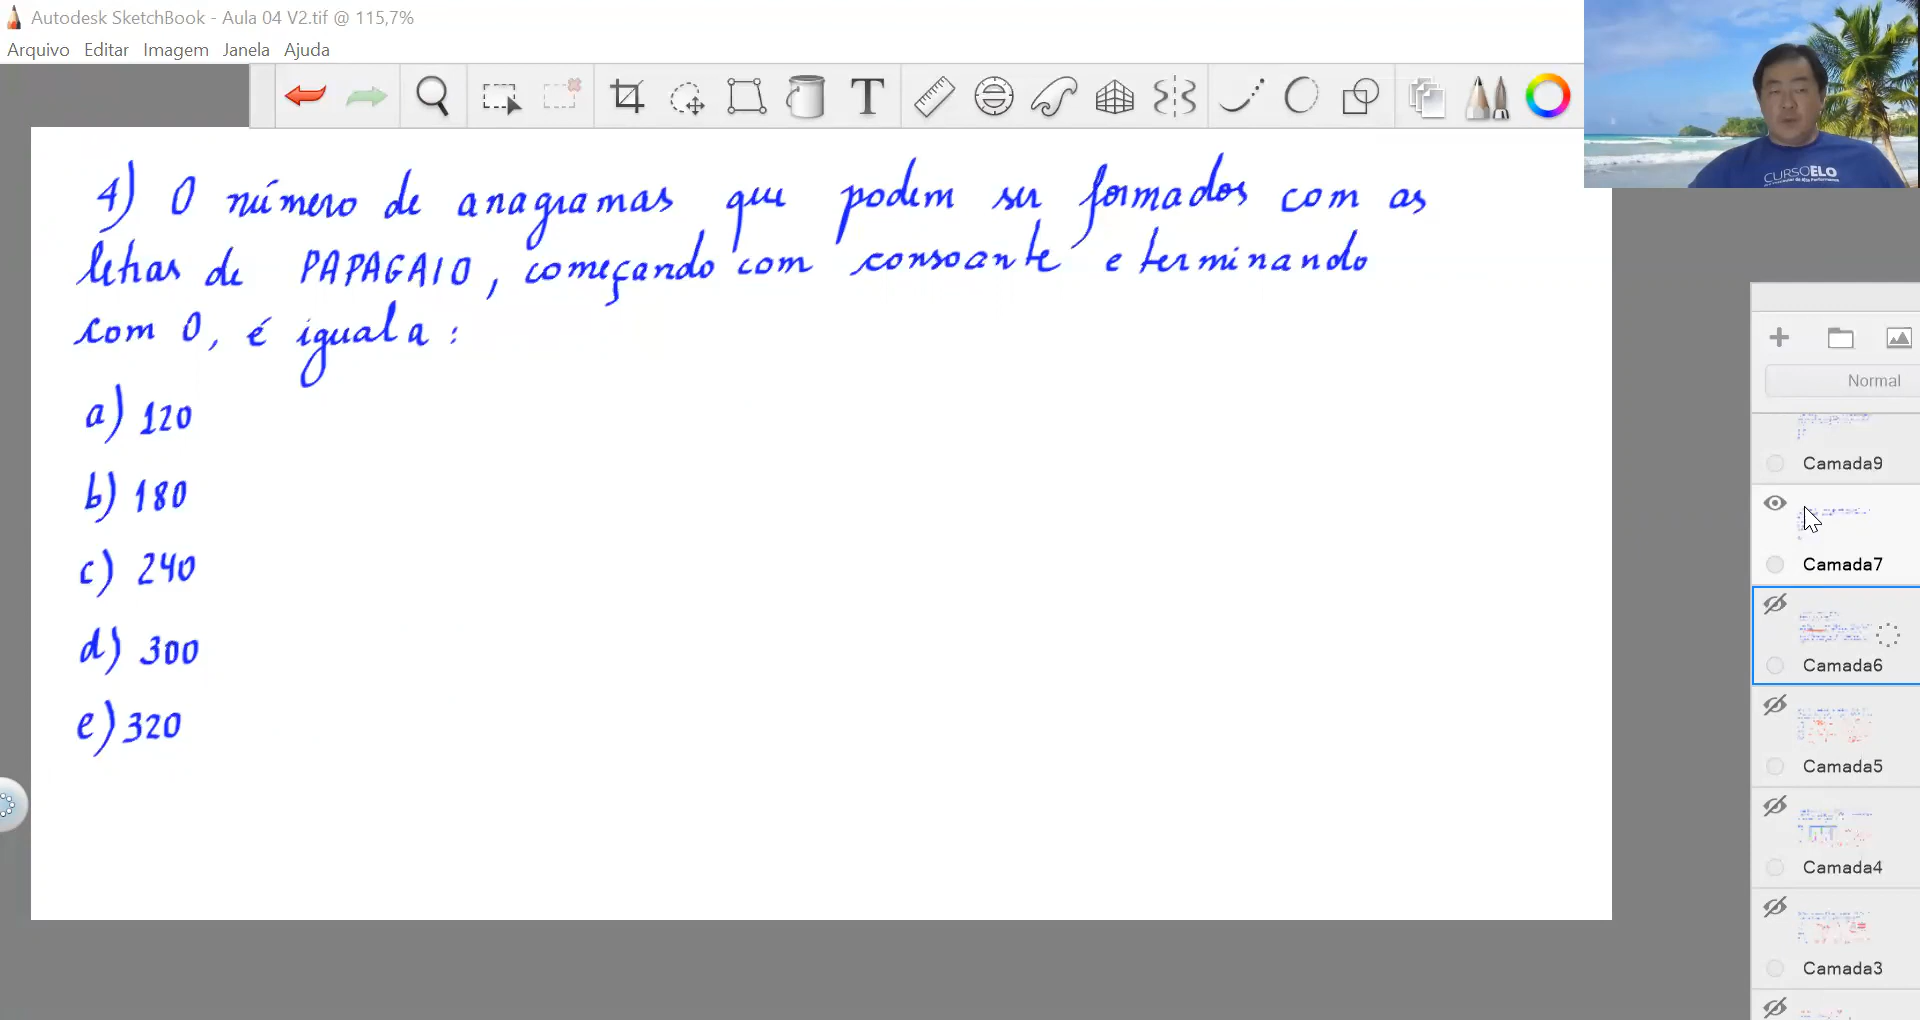 Autodesk SketchBook - Aula 04 V2.tif @ 115,7%
Arquivo Editar Imagem Janela Ajuda
T
CURSOELO
4) O número de anagramas que podem ser formados com as
letras de PAPAGAIO, começando com consoante e terminando
com O, é igual a:
a) 120
b) 180
c) 240
d) 300
e) 320
Normal
Camada9
Camada7
Camada6
Camada5
Camada4
Camada3